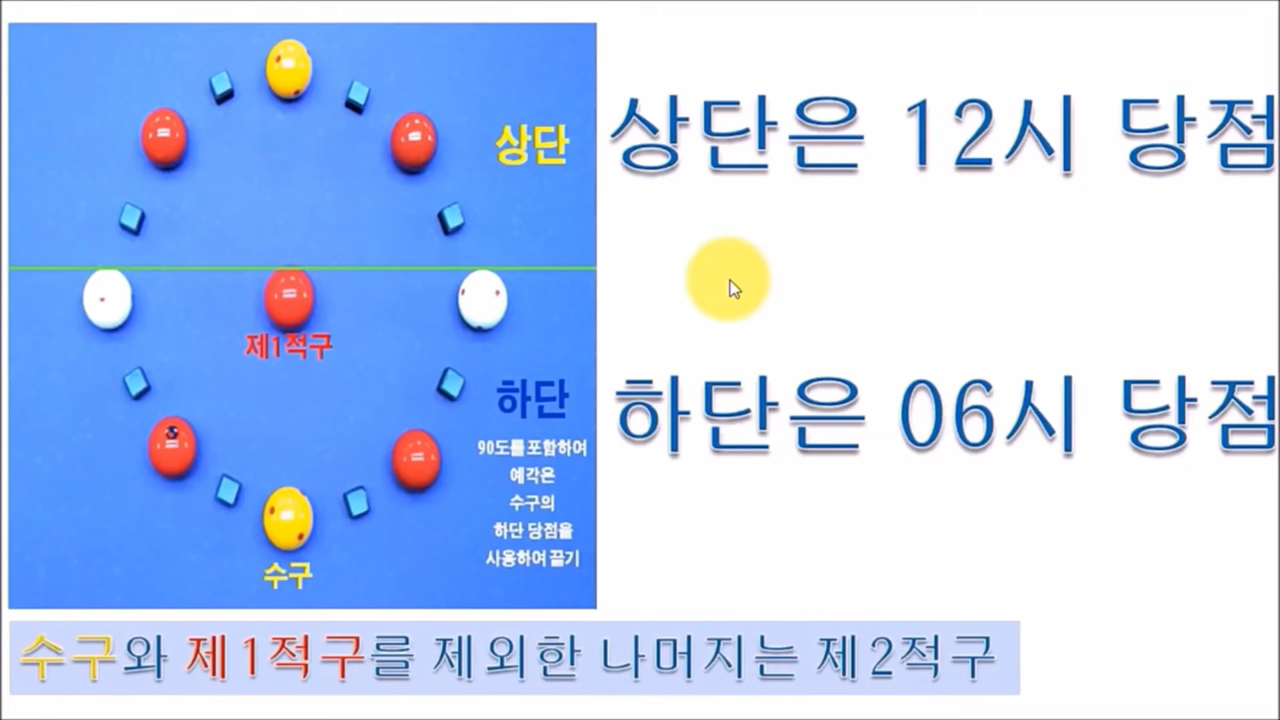 상단
상단은 12시 당점
제1적구
하단
하단은 06시 당점
90도를 포함하여
예각은
수구의
하단 당점을
사용하여 끌기
수구
수구와 제1적구를 제외한 나머지는 제2적구